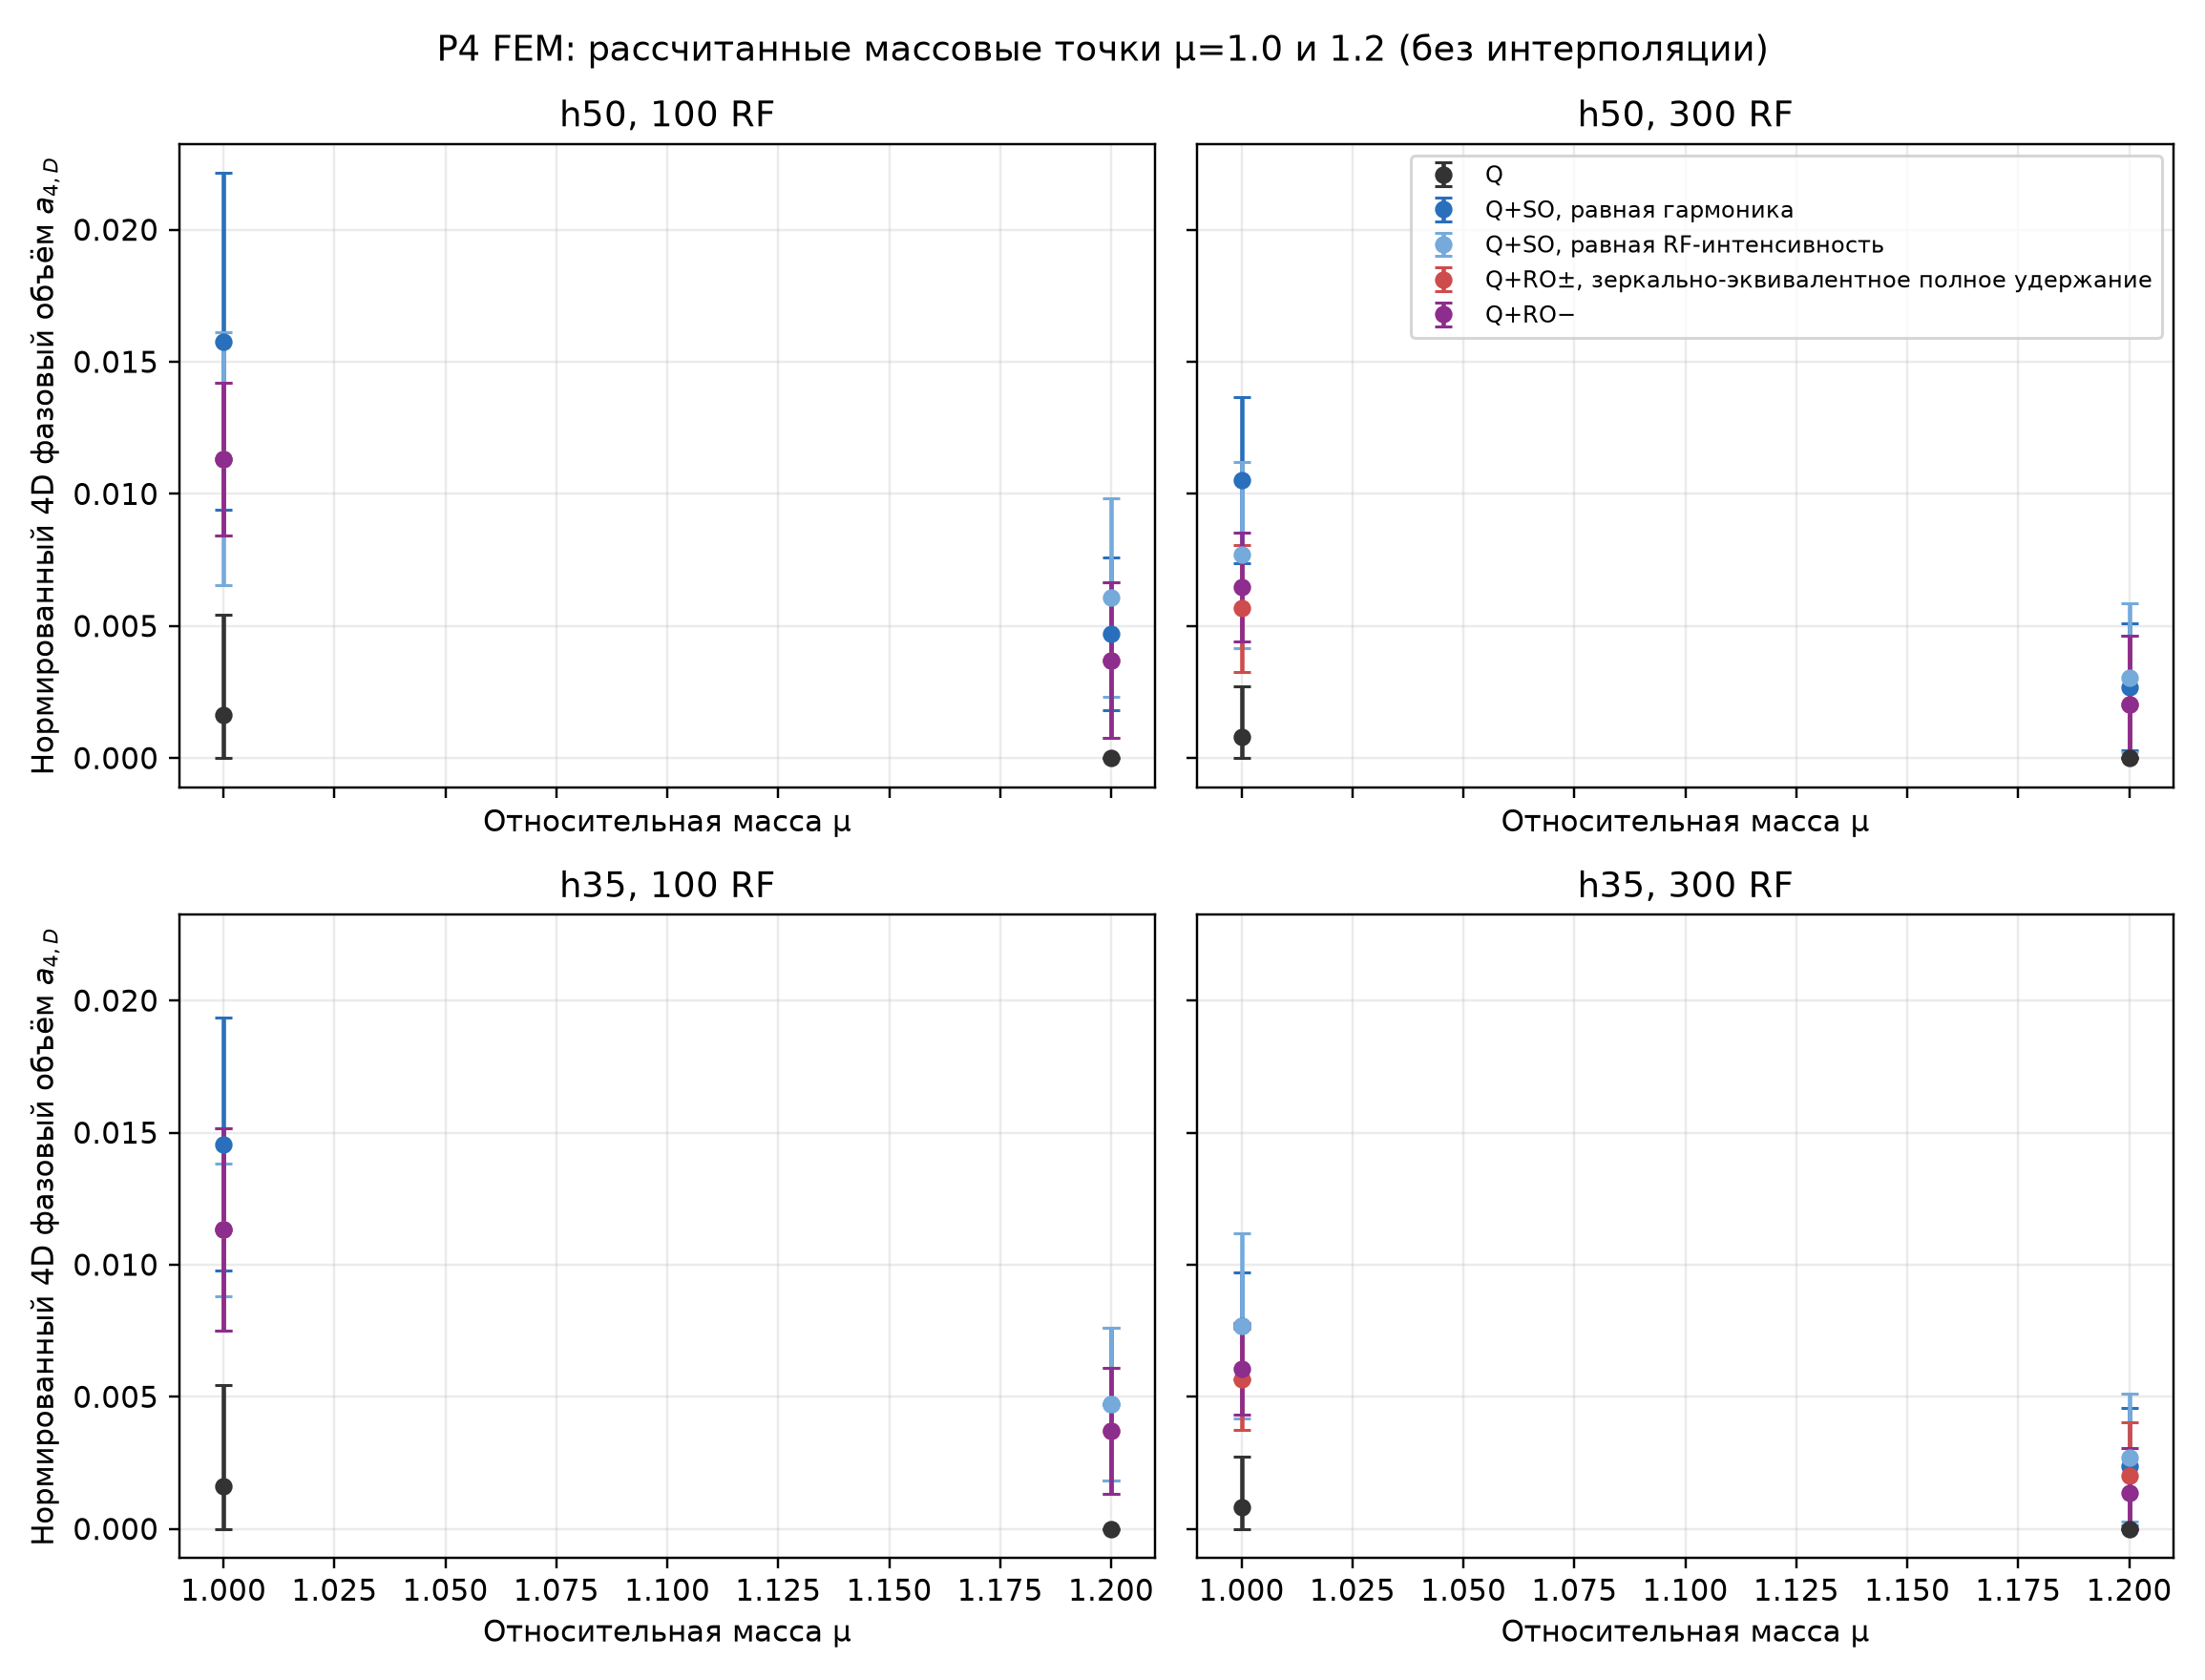 P4 FEM: рассчитанные массовые точки μ=1.0 и 1.2 (без интерполяции)
h50, 100 RF
Нормированный 4D фазовый объём a4,D
0.020
0.015
0.010
0.005
0.000
Относительная масса μ
h50, 300 RF
Q
Q+SO, равная гармоника
Q+SO, равная RF-интенсивность
Q+RO±, зеркально-эквивалентное полное удержание
Q+RO−
Относительная масса μ
h35, 100 RF
Нормированный 4D фазовый объём a4,D
0.020
0.015
0.010
0.005
0.000
1.000 1.025 1.050 1.075 1.100 1.125 1.150 1.175 1.200
Относительная масса μ
h35, 300 RF
1.000 1.025 1.050 1.075 1.100 1.125 1.150 1.175 1.200
Относительная масса μ